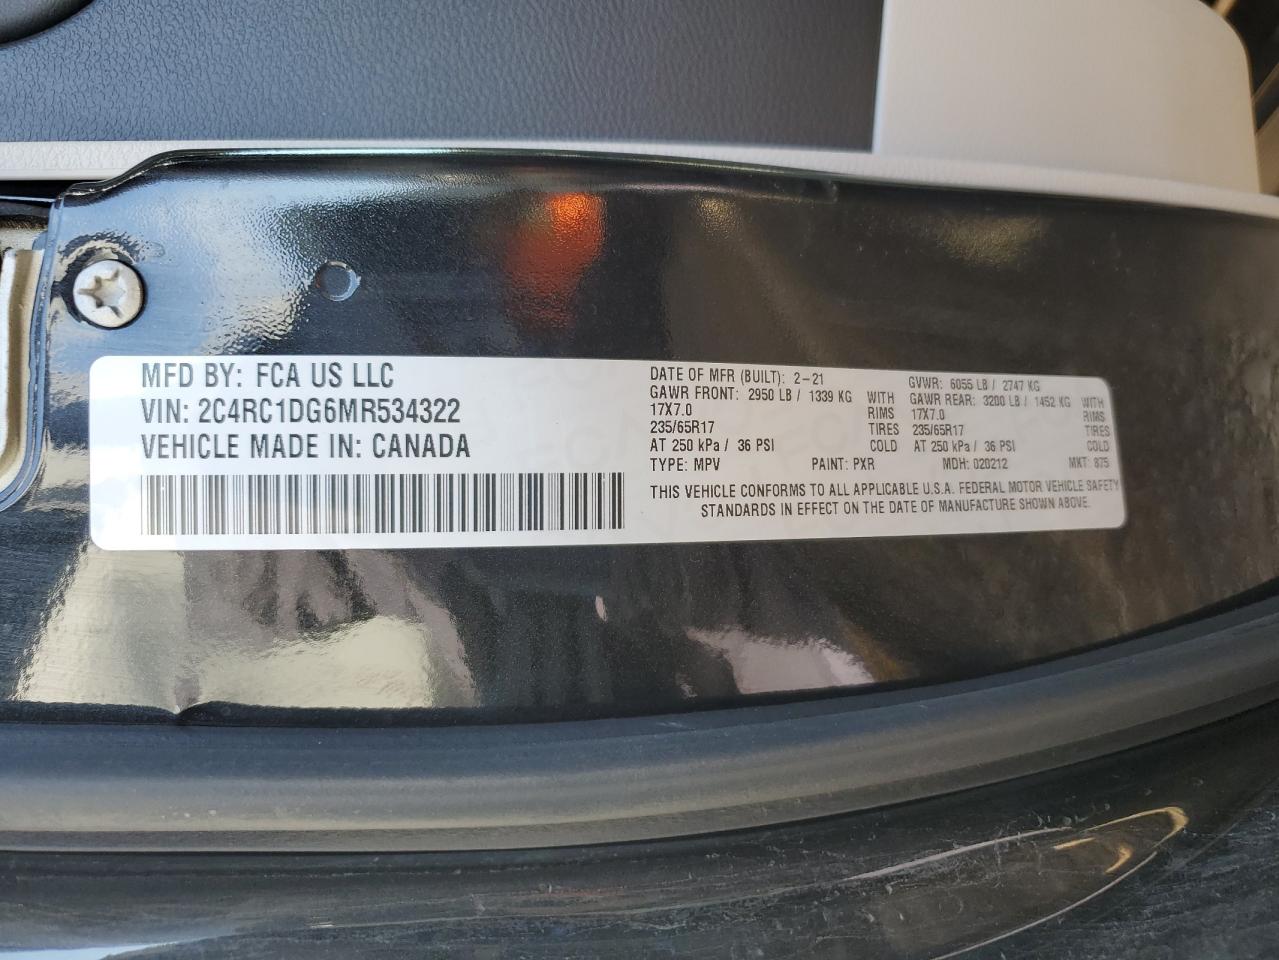 MFD BY: FCA US LLC
VIN: 2C4RC1DG6MR534322
VEHICLE MADE IN: CANADA
DATE OF MFR (BUILT): 2-21 GVWR: 6055 LB / 2747 KG
GAWR FRONT: 2950 LB / 1339 KG WITH GAWR REAR: 3200 LB / 1452 KG WITH
17X7.0 RIMS 17X7.0 RIMS
235/65R17 TIRES 235/65R17 TIRES
AT 250 kPa / 36 PSI COLD AT 250 kPa / 36 PSI COLD
TYPE: MPV PAINT: PXR MDH: 020212 MKT: 875
THIS VEHICLE CONFORMS TO ALL APPLICABLE U.S.A. FEDERAL MOTOR VEHICLE SAFETY
STANDARDS IN EFFECT ON THE DATE OF MANUFACTURE SHOWN ABOVE.